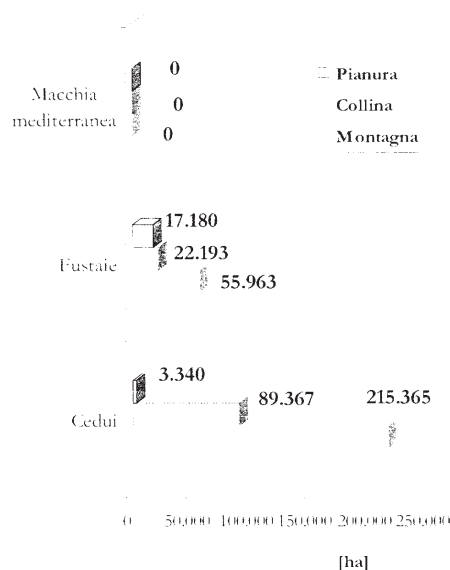 0
Pianura
Macchia
mediterranea
0
Collina
0
Montagna
17.180
Fustaie
22.193
55.963
3.340
89.367
215.365
Cedui
0 50.000 100.000 150.000 200.000 250.000
[ha]